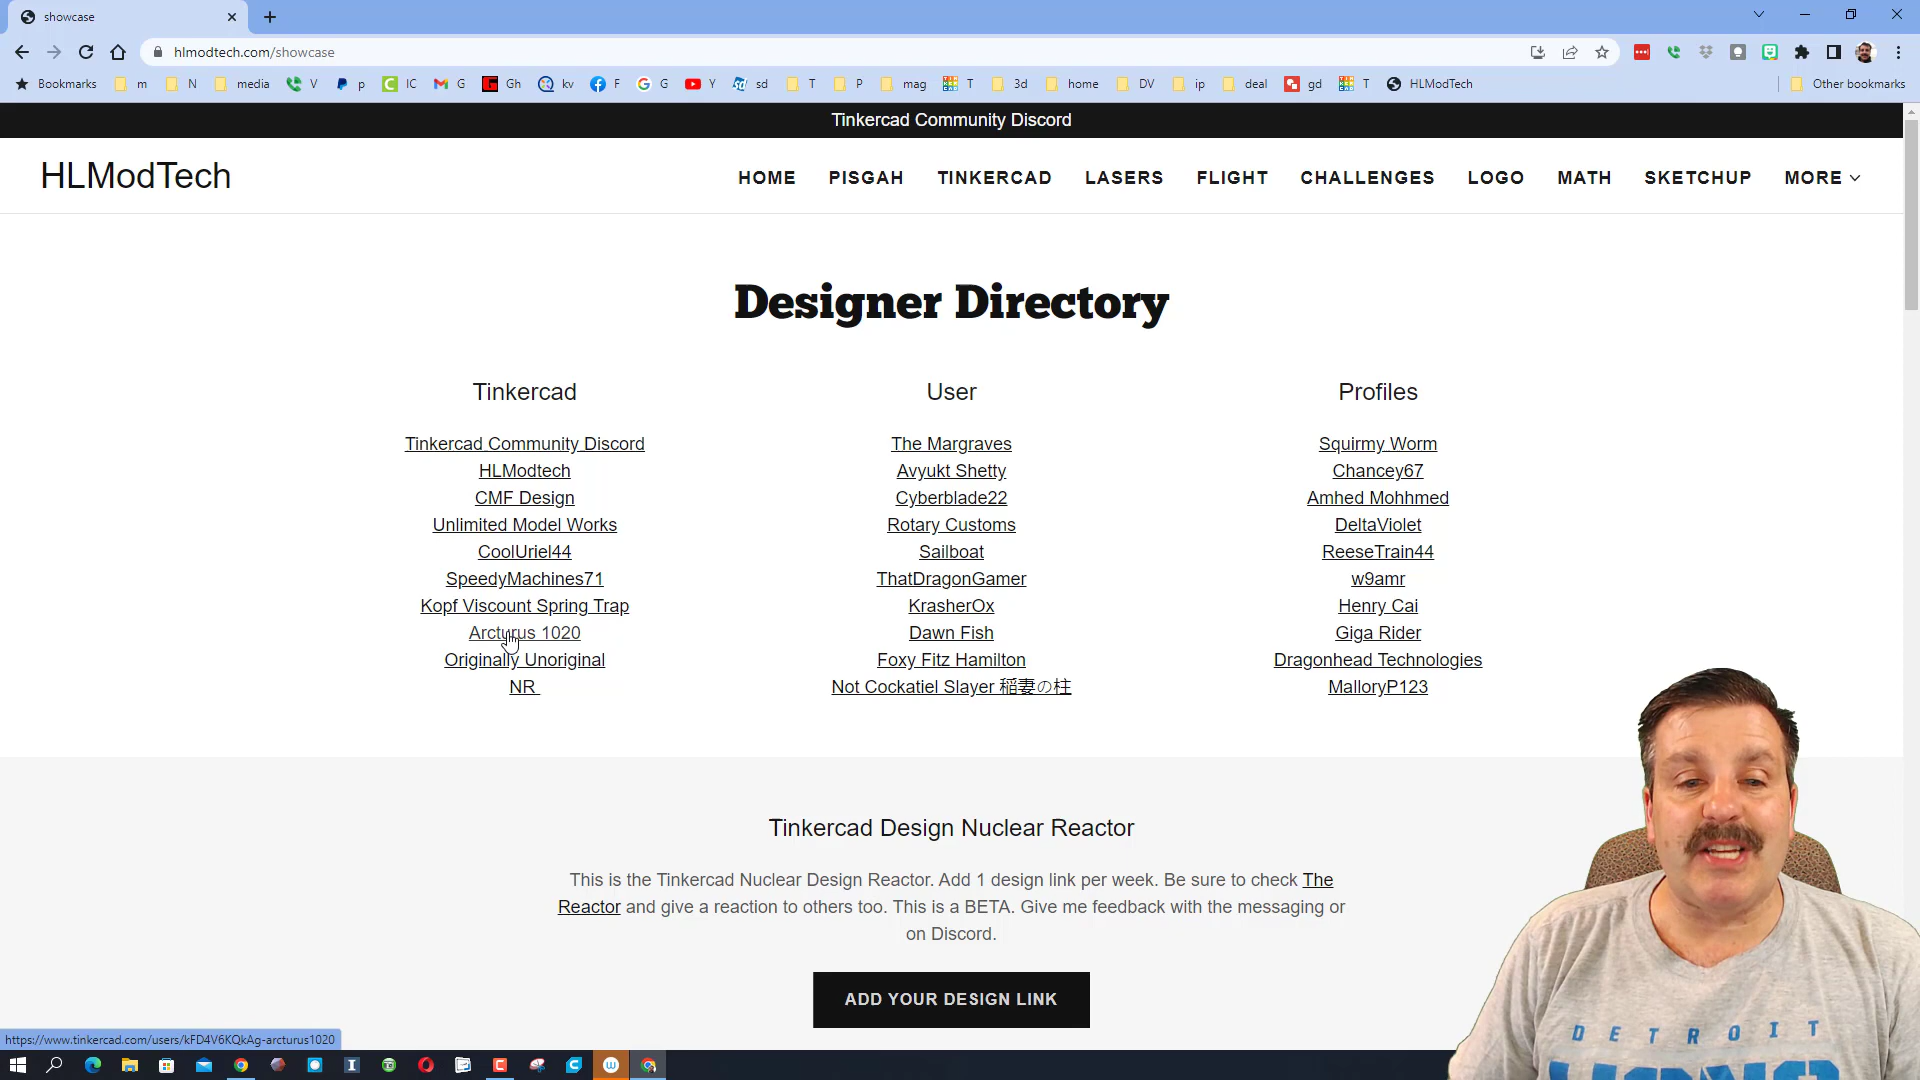 showcase
hlmodtech.com/showcase
Bookmarks m N media V p IC G Gh kv F G Y sd T P mag T 3d home DV ip deal gd T HLModTech Other bookmarks
Tinkercad Community Discord
HLModTech
HOME PISGAH TINKERCAD LASERS FLIGHT CHALLENGES LOGO MATH SKETCHUP MORE
Designer Directory
Tinkercad
Tinkercad Community Discord
HLModtech
CMF Design
Unlimited Model Works
CoolUriel44
SpeedyMachines71
Kopf Viscount Spring Trap
Arcturus 1020
Originally Unoriginal
NR
User
The Margraves
Avyukt Shetty
Cyberblade22
Rotary Customs
Sailboat
ThatDragonGamer
KrasherOx
Dawn Fish
Foxy Fitz Hamilton
Not Cockatiel Slayer 稲妻の柱
Profiles
Squirmy Worm
Chancey67
Amhed Mohhmed
DeltaViolet
ReeseTrain44
w9amr
Henry Cai
Giga Rider
Dragonhead Technologies
MalloryP123
Tinkercad Design Nuclear Reactor
This is the Tinkercad Nuclear Design Reactor. Add 1 design link per week. Be sure to check The
Reactor and give a reaction to others too. This is a BETA. Give me feedback with the messaging or
on Discord.
ADD YOUR DESIGN LINK
https://www.tinkercad.com/users/kFD4V6KQkAg-arcturus1020
DETROIT
LIONS